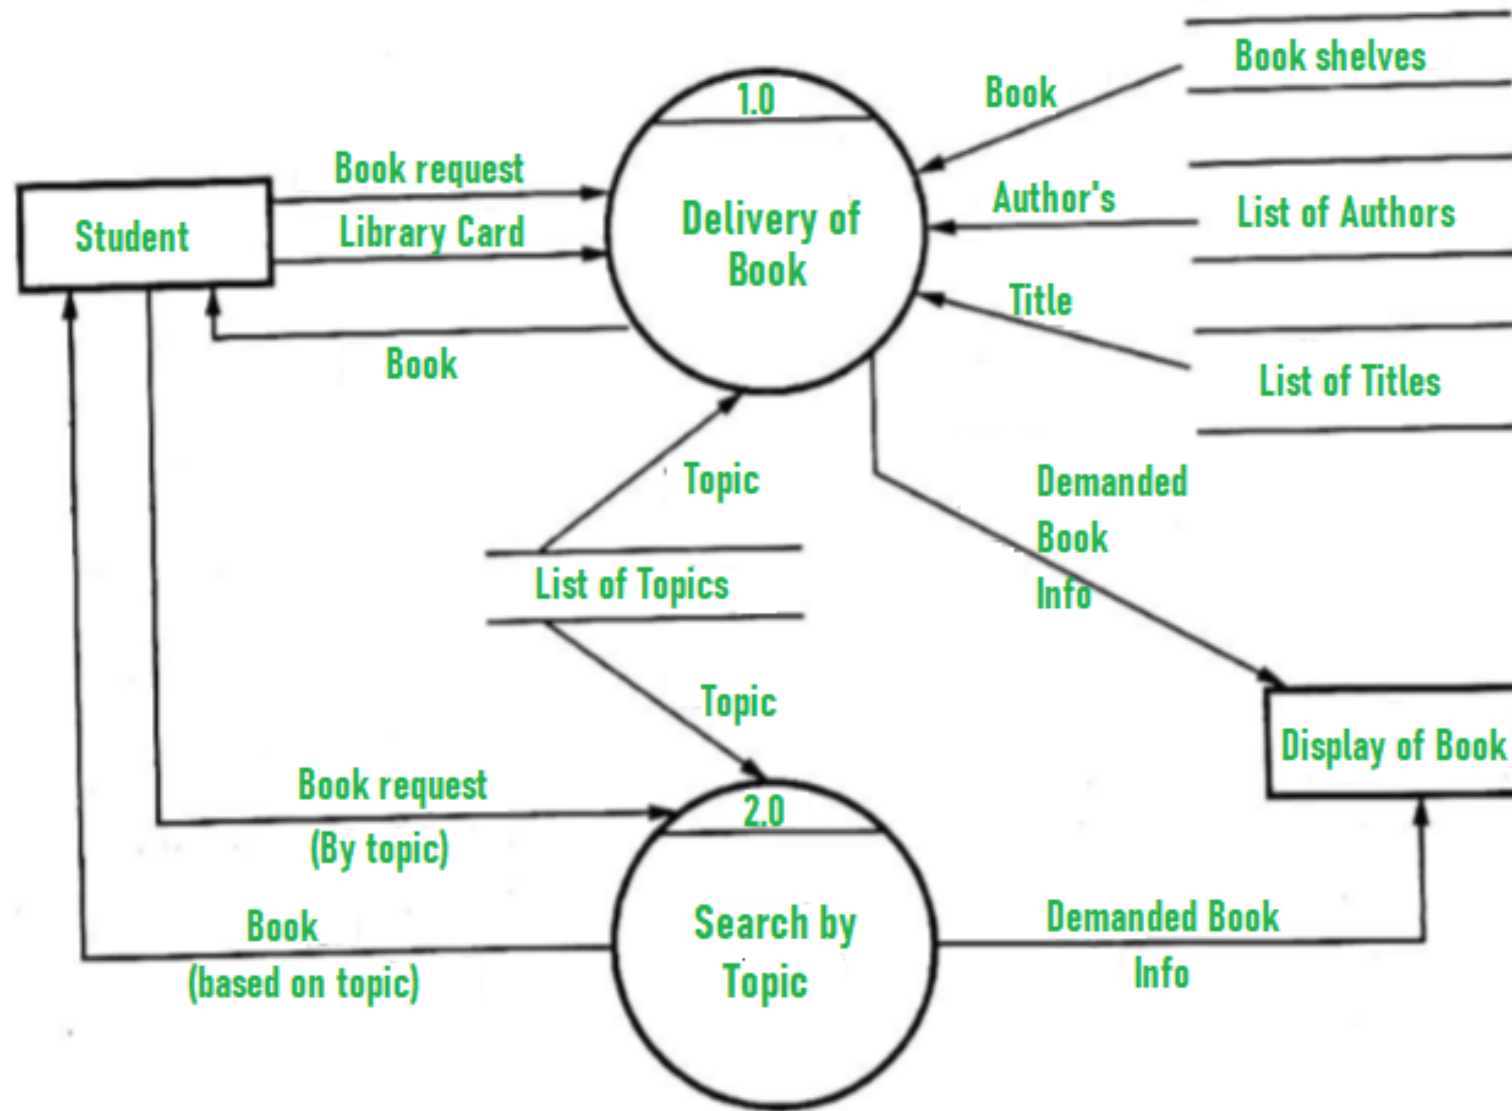 1.0
Book shelves
Book
Book request
Author's
List of Authors
Student
Library Card
Delivery of
Book
Title
Book
List of Titles
Topic
Demanded
Book
Info
List of Topics
Topic
Display of Book
Book request
(By topic)
2.0
Book
(based on topic)
Search by
Topic
Demanded Book
Info